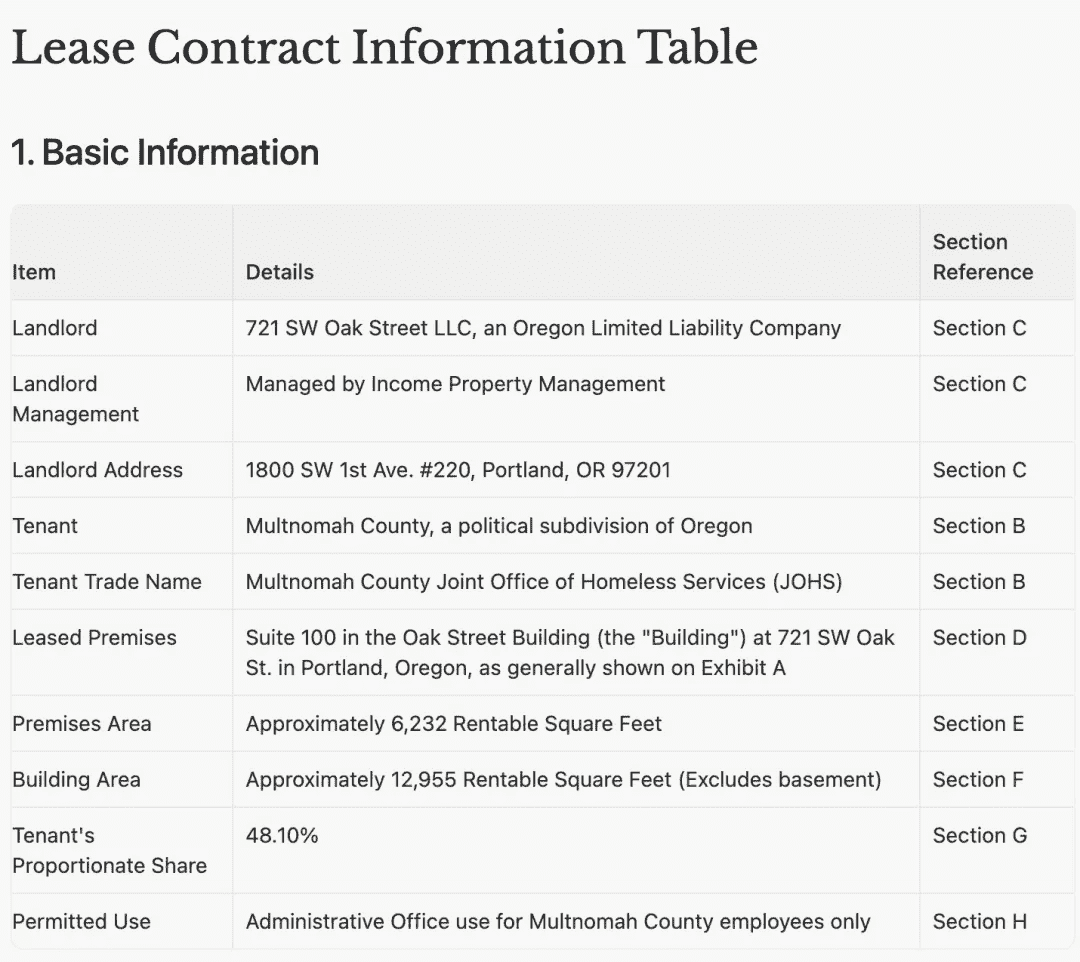 Lease Contract Information Table
1. Basic Information
Item
Details
Section
Reference
Landlord
721 SW Oak Street LLC, an Oregon Limited Liability Company
Section C
Landlord
Management
Managed by Income Property Management
Section C
Landlord Address
1800 SW 1st Ave. #220, Portland, OR 97201
Section C
Tenant
Multnomah County, a political subdivision of Oregon
Section B
Tenant Trade Name
Multnomah County Joint Office of Homeless Services (JOHS)
Section B
Leased Premises
Suite 100 in the Oak Street Building (the "Building") at 721 SW Oak
St. in Portland, Oregon, as generally shown on Exhibit A
Section D
Premises Area
Approximately 6,232 Rentable Square Feet
Section E
Building Area
Approximately 12,955 Rentable Square Feet (Excludes basement)
Section F
Tenant's
Proportionate Share
48.10%
Section G
Permitted Use
Administrative Office use for Multnomah County employees only
Section H